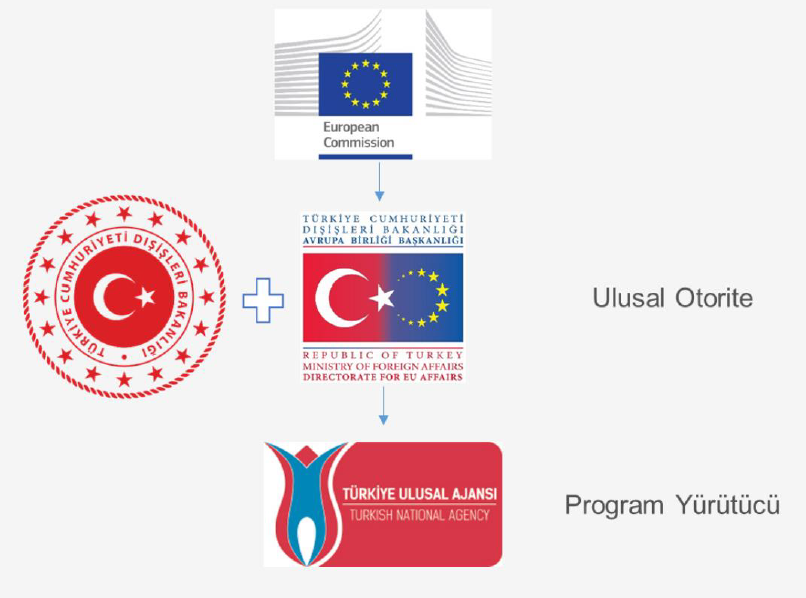 European
Commission
TÜRKİYE CUMHURİYETİ
DIŞİŞLERİ BAKANLIĞI
AVRUPA BİRLİĞİ BAŞKANLIĞI
TÜRKİYE CUMHURİYETİ DIŞİŞLERİ BAKANLIĞI
Ulusal Otorite
REPUBLIC OF TURKEY
MINISTRY OF FOREIGN AFFAIRS
DIRECTORATE FOR EU AFFAIRS
TÜRKİYE ULUSAL AJANSI
TURKISH NATIONAL AGENCY
Program Yürütücü